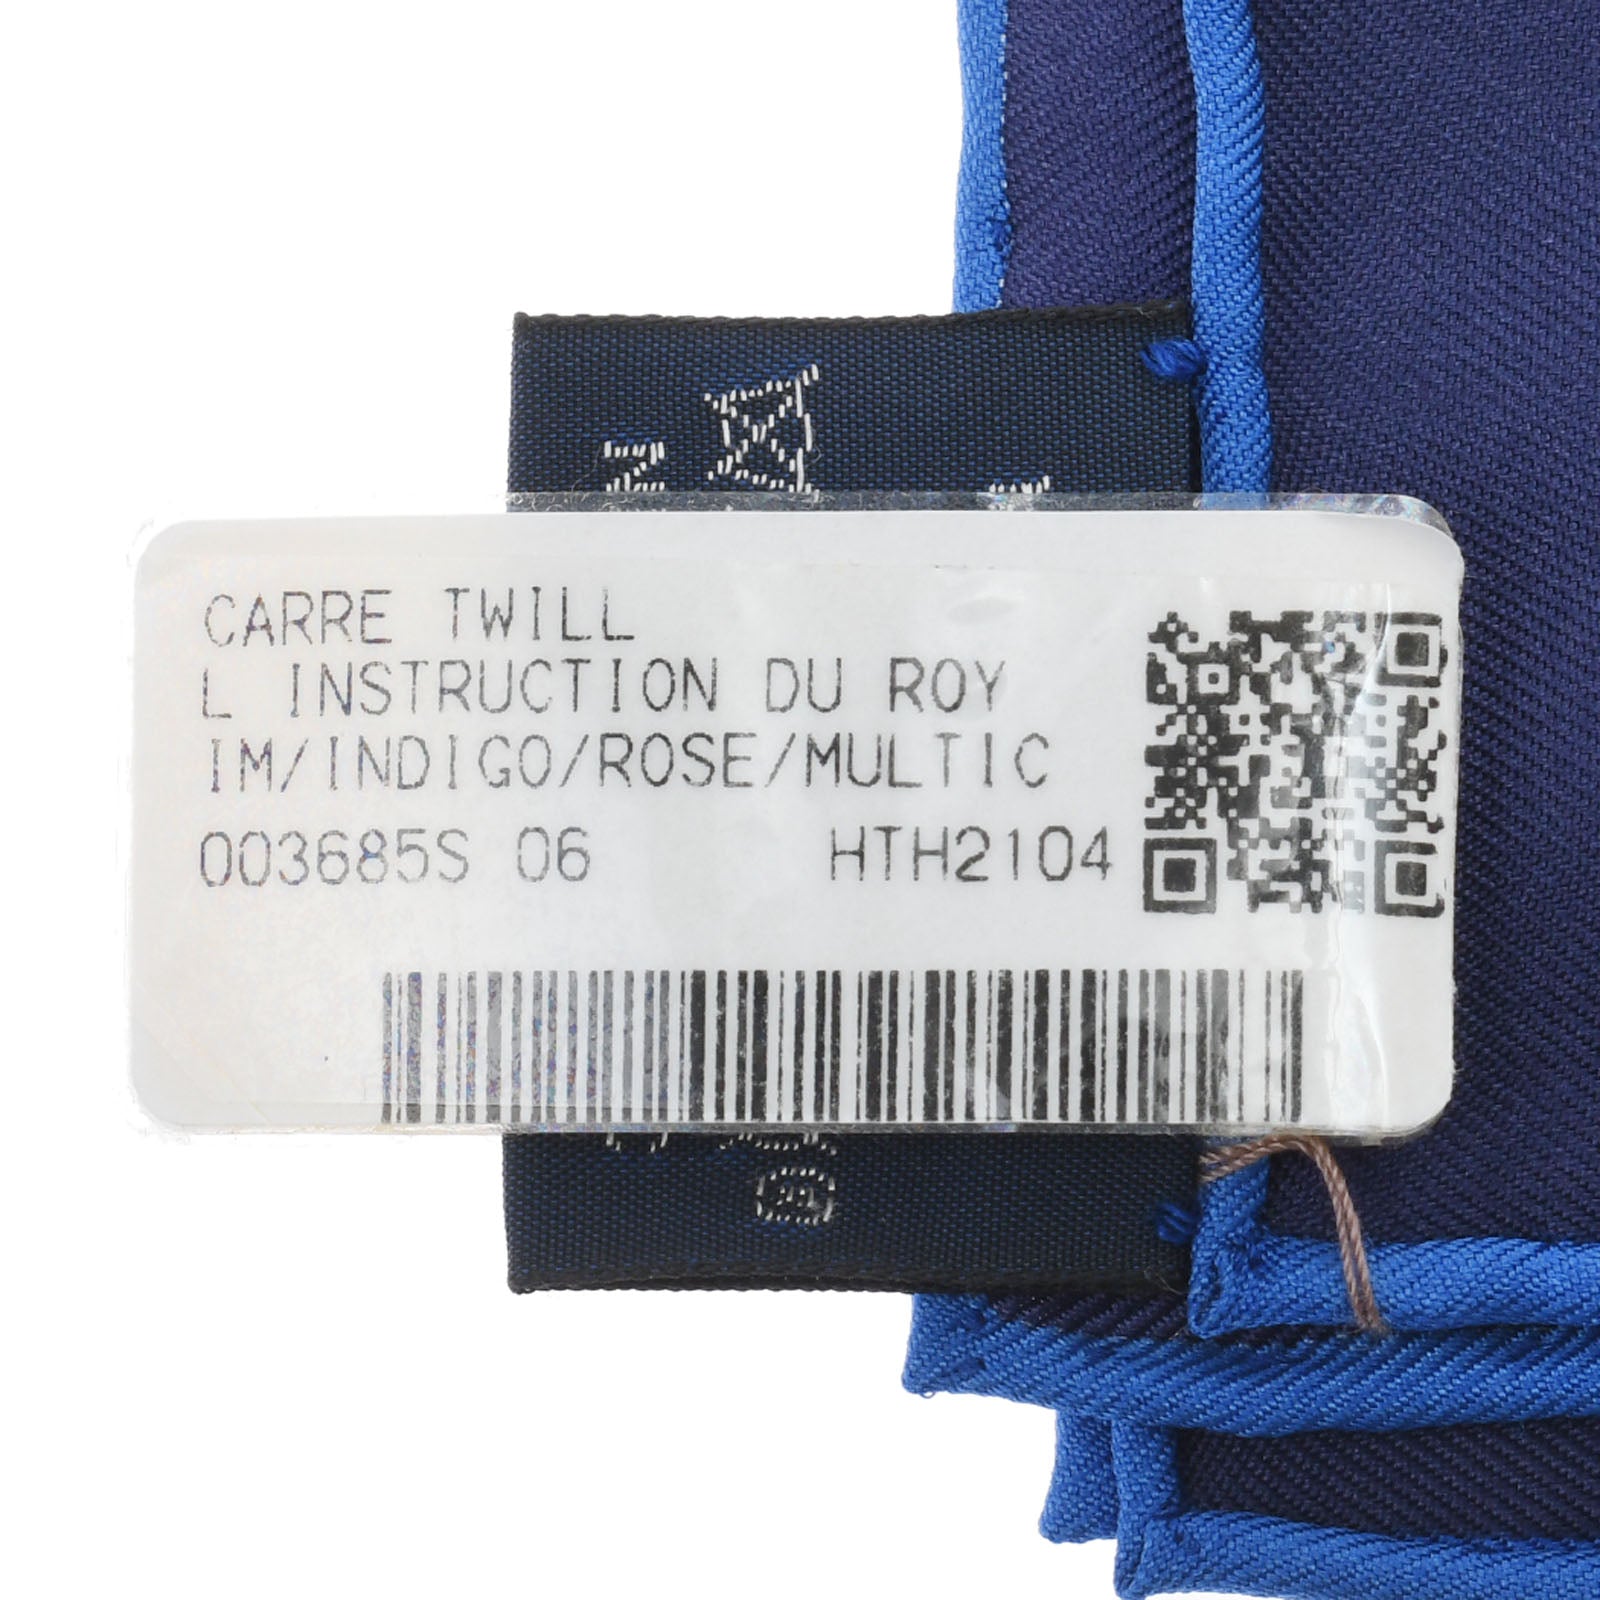 CARRE TWILL
L INSTRUCTION DU ROY
IM/INDIGO/ROSE/MULTIC
003685S 06 HTH2104